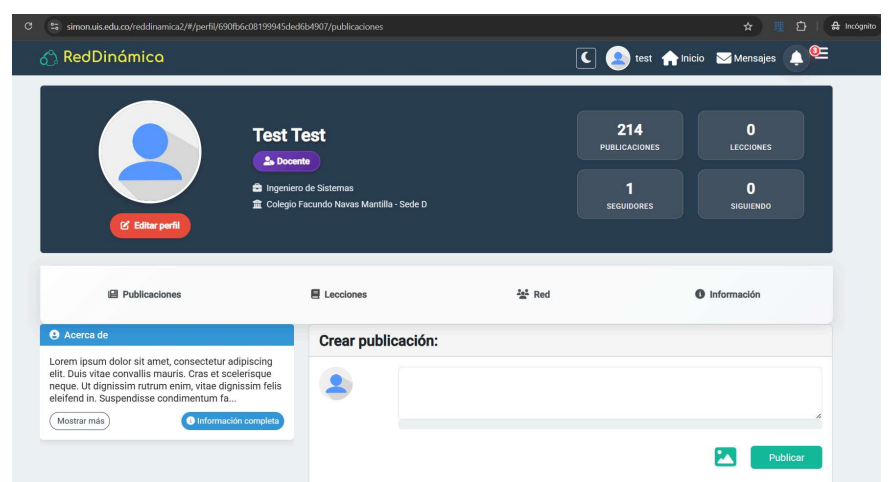 simon.uis.edu.co/reddinamica2/#/perfil/690fb6c08199945ded6b4907/publicaciones
Incógnito
RedDinámica
test
Inicio
Mensajes
3
Test Test
Docente
Ingeniero de Sistemas
Colegio Facundo Navas Mantilla - Sede D
Editar perfil
214
PUBLICACIONES
0
LECCIONES
1
SEGUIDORES
0
SIGUIENDO
Publicaciones
Lecciones
Red
Información
Acerca de
Lorem ipsum dolor sit amet, consectetur adipiscing
elit. Duis vitae convallis mauris. Cras et scelerisque
neque. Ut dignissim rutrum enim, vitae dignissim felis
eleifend in. Suspendisse condimentum fa...
Mostrar más
Información completa
Crear publicación:
Publicar